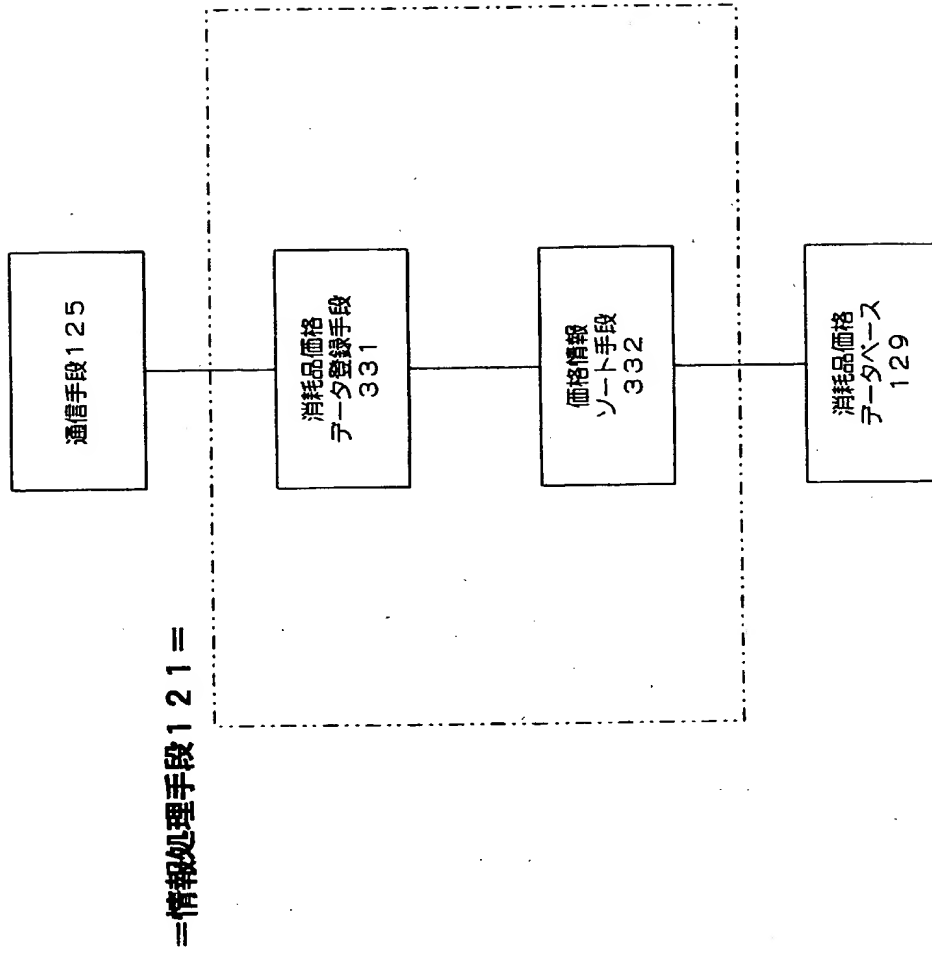 =情報処理手段121=
通信手段125
消耗品価格
データ登録手段
331
価格情報
ソート手段
332
消耗品価格
データベース
129